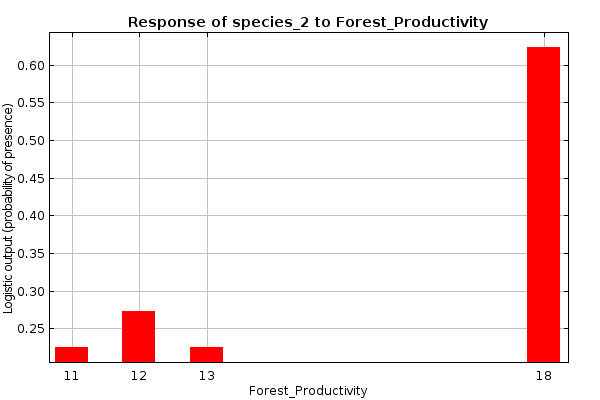 Response of species_2 to Forest_Productivity
Logistic output (probability of presence)
0.60
0.55
0.50
0.45
0.40
0.35
0.30
0.25
11 12 13 18
Forest_Productivity